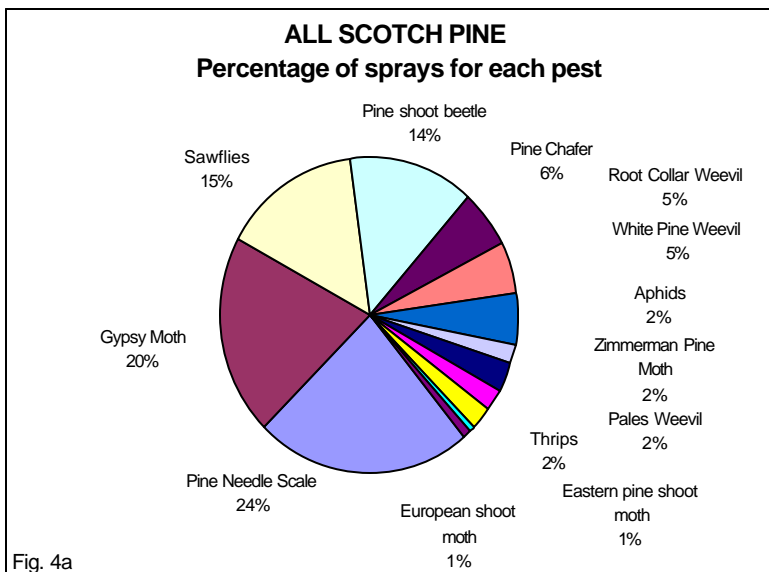 ALL SCOTCH PINE
Percentage of sprays for each pest
Pine shoot beetle
14%
Pine Chafer
6%
Root Collar Weevil
5%
White Pine Weevil
5%
Aphids
2%
Zimmerman Pine
Moth
2%
Pales Weevil
2%
Eastern pine shoot
moth
1%
Thrips
2%
European shoot
moth
1%
Pine Needle Scale
24%
Gypsy Moth
20%
Sawflies
15%
Fig. 4a